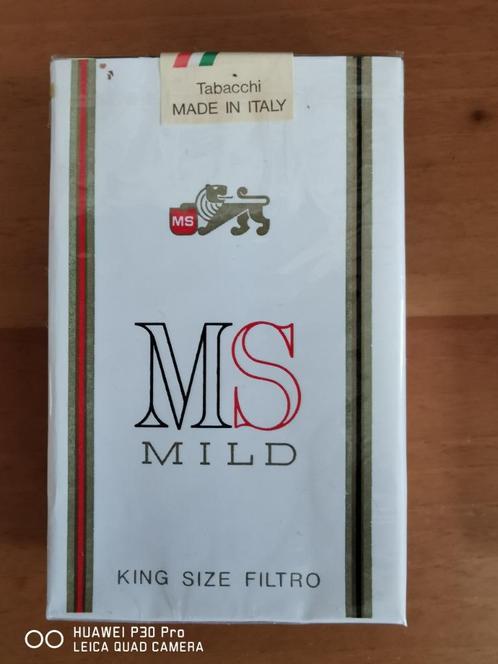 Tabacchi
MADE IN ITALY
MS
MS
MILD
KING SIZE FILTRO
HUAWEI P30 Pro
LEICA QUAD CAMERA